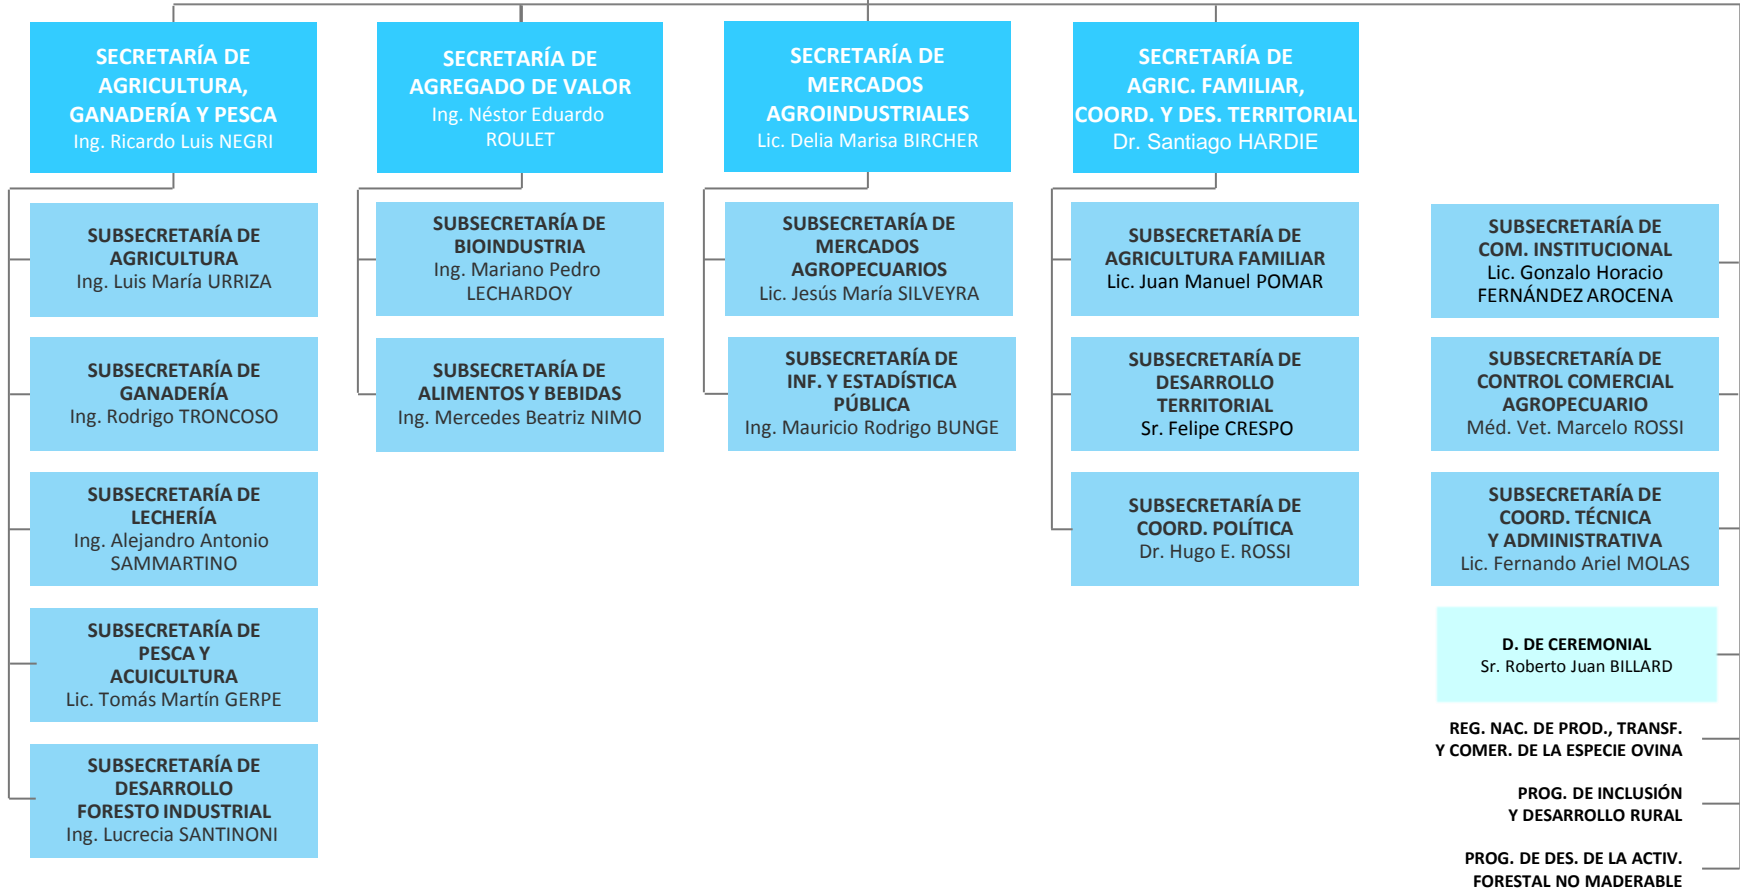 SECRETARÍA DE
AGRICULTURA,
GANADERÍA Y PESCA
Ing. Ricardo Luis NEGRI
SECRETARÍA DE
AGREGADO DE VALOR
Ing. Néstor Eduardo
ROULET
SECRETARÍA DE
MERCADOS
AGROINDUSTRIALES
Lic. Delia Marisa BIRCHER
SECRETARÍA DE
AGRIC. FAMILIAR,
COORD. Y DES. TERRITORIAL
Dr. Santiago HARDIE
SUBSECRETARÍA DE
AGRICULTURA
Ing. Luis María URRIZA
SUBSECRETARÍA DE
GANADERÍA
Ing. Rodrigo TRONCOSO
SUBSECRETARÍA DE
LECHERÍA
Ing. Alejandro Antonio
SAMMARTINO
SUBSECRETARÍA DE
PESCA Y
ACUICULTURA
Lic. Tomás Martín GERPE
SUBSECRETARÍA DE
DESARROLLO
FORESTO INDUSTRIAL
Ing. Lucrecia SANTINONI
SUBSECRETARÍA DE
BIOINDUSTRIA
Ing. Mariano Pedro
LECHARDOY
SUBSECRETARÍA DE
ALIMENTOS Y BEBIDAS
Ing. Mercedes Beatriz NIMO
SUBSECRETARÍA DE
MERCADOS
AGROPECUARIOS
Lic. Jesús María SILVEYRA
SUBSECRETARÍA DE
INF. Y ESTADÍSTICA
PÚBLICA
Ing. Mauricio Rodrigo BUNGE
SUBSECRETARÍA DE
AGRICULTURA FAMILIAR
Lic. Juan Manuel POMAR
SUBSECRETARÍA DE
DESARROLLO
TERRITORIAL
Sr. Felipe CRESPO
SUBSECRETARÍA DE
COORD. POLÍTICA
Dr. Hugo E. ROSSI
SUBSECRETARÍA DE
COM. INSTITUCIONAL
Lic. Gonzalo Horacio
FERNÁNDEZ AROCENA
SUBSECRETARÍA DE
CONTROL COMERCIAL
AGROPECUARIO
Méd. Vet. Marcelo ROSSI
SUBSECRETARÍA DE
COORD. TÉCNICA
Y ADMINISTRATIVA
Lic. Fernando Ariel MOLAS
D. DE CEREMONIAL
Sr. Roberto Juan BILLARD
REG. NAC. DE PROD., TRANSF.
Y COMER. DE LA ESPECIE OVINA
PROG. DE INCLUSIÓN
Y DESARROLLO RURAL
PROG. DE DES. DE LA ACTIV.
FORESTAL NO MADERABLE